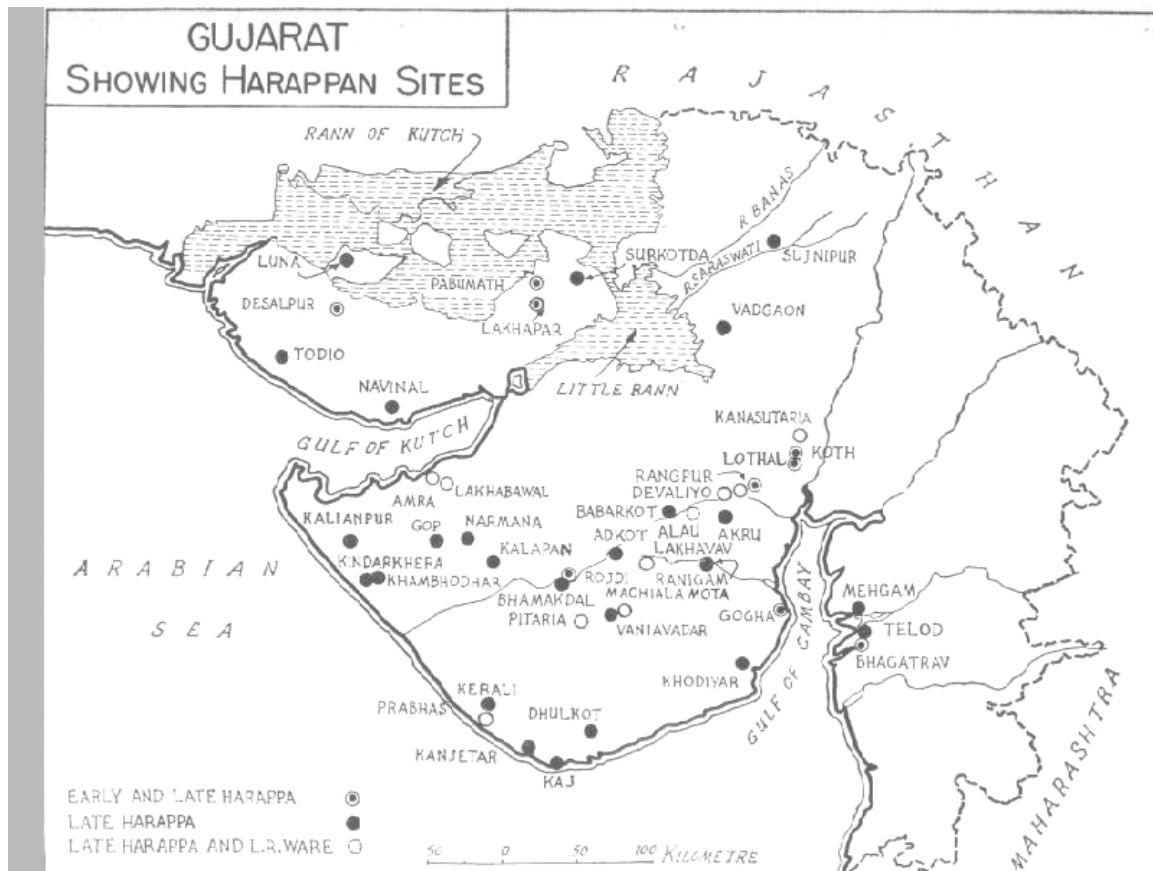 GUJARAT
SHOWING HARAPPAN SITES
RAJASTHAN
RANN OF KUTCH
R. BANAS
LUNA
SURKOTDA
R. SARASWATI
SUJNIPUR
PABUMATH
DESALPUR
LAKHAPAR
VADGAON
TODIO
NAVINAL
LITTLE RANN
KANASUTARIA
GULF OF KUTCH
KOTH
LOTHAL
RANGPUR
DEVALIYO
AMRA
LAKHABAWAL
BABARKOT
KALIANPUR
GOP
NARMANA
ADKOT
ALAU
AKRU
KALAPAN
LAKHAVAV
ARABIAN
SEA
KINDARKHERA
KHAMBHODHAR
ROJDI
RANIGAM
BHAMAKDAL
MACHIALA MOTA
PITARIA
VANIAVADAR
GOGHA
GULF OF CAMBAY
MEHGAM
TELOD
BHAGATRAV
KHODIYAR
KERALI
PRABHAS
DHULKOT
KANJETAR
KAJ
MAHARASHTRA
EARLY AND LATE HARAPPA
LATE HARAPPA
LATE HARAPPA AND L.R.WARE
50 0 50 100 KILOMETRE